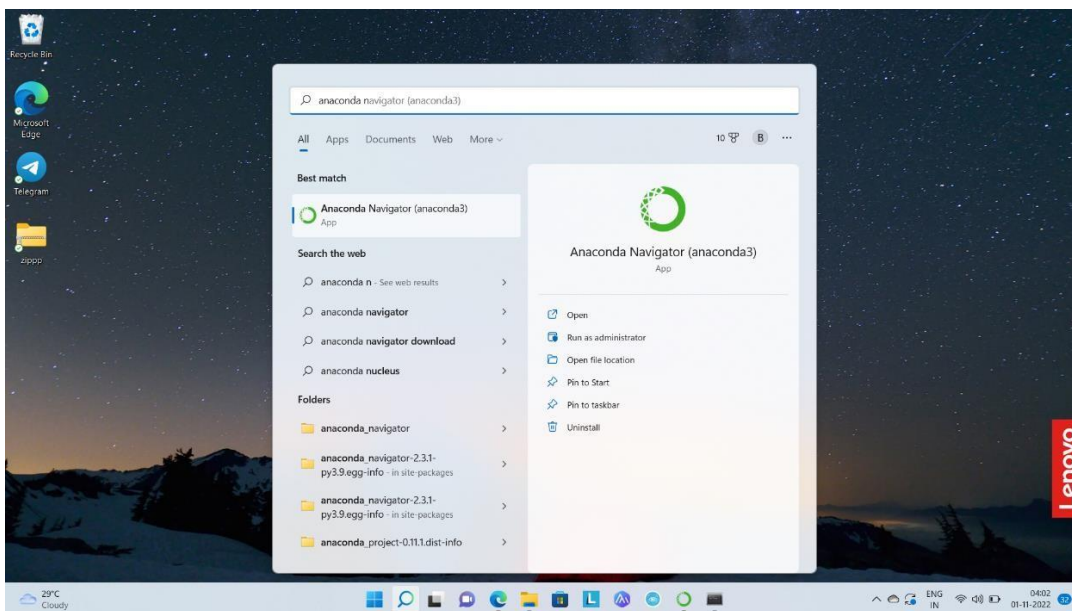 Recycle Bin
Microsoft
Edge
Telegram
zippp
anaconda navigator (anaconda3)
All Apps Documents Web More
10 B ...
Best match
Anaconda Navigator (anaconda3)
App
Search the web
anaconda n - See web results
anaconda navigator
anaconda navigator download
anaconda nucleus
Folders
anaconda_navigator
anaconda_navigator-2.3.1-
py3.9.egg-info - in site-packages
anaconda_navigator-2.3.1-
py3.9.egg-info - in site-packages
anaconda_project-0.11.1.dist-info
Anaconda Navigator (anaconda3)
App
Open
Run as administrator
Open file location
Pin to Start
Pin to taskbar
Uninstall
Lenovo
29°C
Cloudy
L
ENG
IN
04:02
01-11-2022